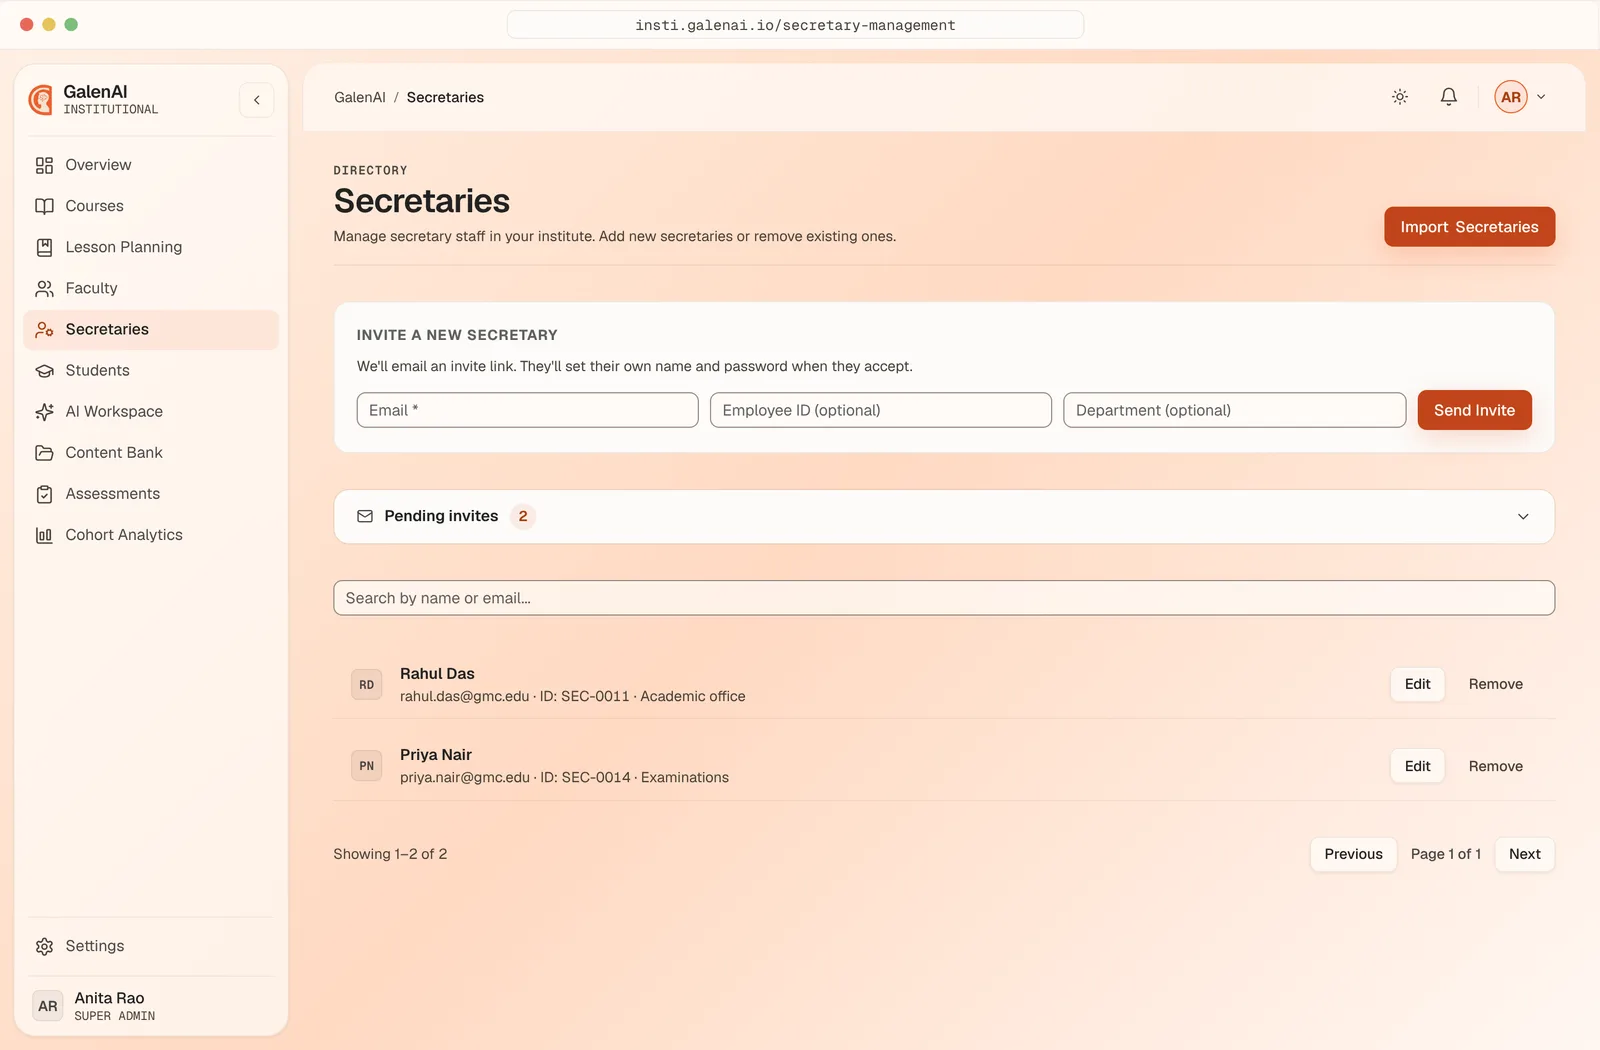 insti.galenai.io/secretary-management
GalenAI
INSTITUTIONAL
Overview
Courses
Lesson Planning
Faculty
Secretaries
Students
AI Workspace
Content Bank
Assessments
Cohort Analytics
Settings
AR
Anita Rao
SUPER ADMIN
GalenAI / Secretaries
AR
DIRECTORY
Secretaries
Manage secretary staff in your institute. Add new secretaries or remove existing ones.
Import Secretaries
INVITE A NEW SECRETARY
We'll email an invite link. They'll set their own name and password when they accept.
Email *
Employee ID (optional)
Department (optional)
Send Invite
Pending invites 2
Search by name or email...
RD
Rahul Das
rahul.das@gmc.edu · ID: SEC-0011 · Academic office
Edit
Remove
PN
Priya Nair
priya.nair@gmc.edu · ID: SEC-0014 · Examinations
Edit
Remove
Showing 1–2 of 2
Previous
Page 1 of 1
Next